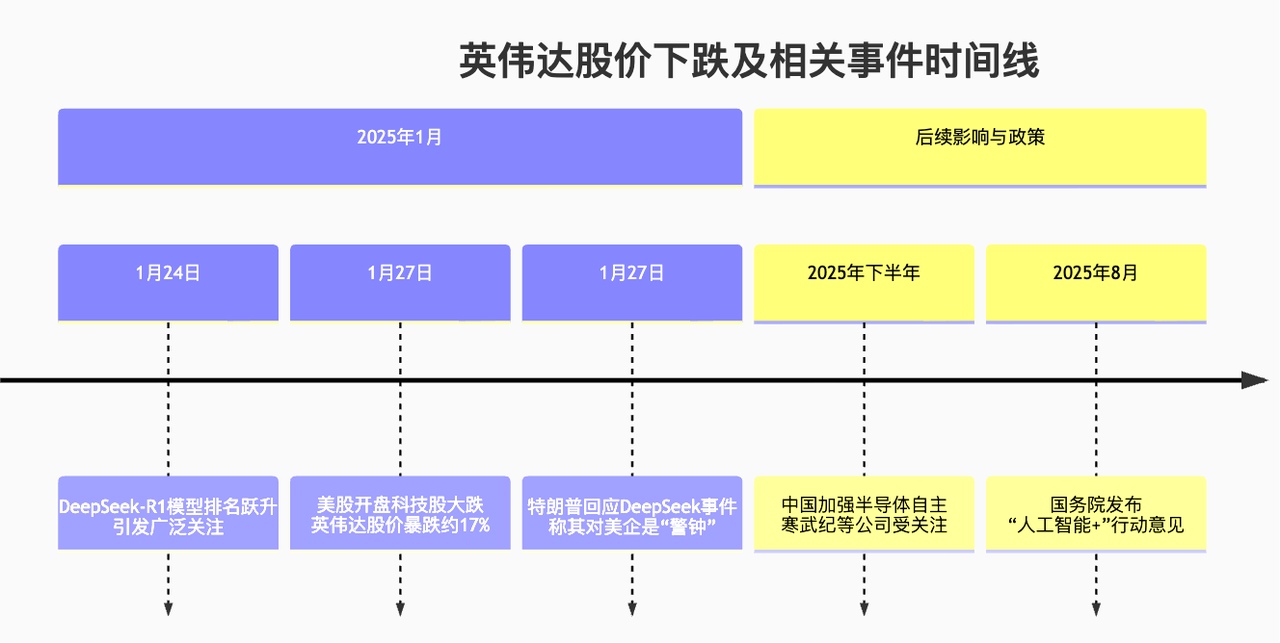 英伟达股价下跌及相关事件时间线
2025年1月
后续影响与政策
1月24日
1月27日
1月27日
2025年下半年
2025年8月
DeepSeek-R1模型排名跃升
引发广泛关注
美股开盘科技股大跌
英伟达股价暴跌约17%
特朗普回应DeepSeek事件
称其对美企是“警钟”
中国加强半导体自主
寒武纪等公司受关注
国务院发布
“人工智能+”行动意见